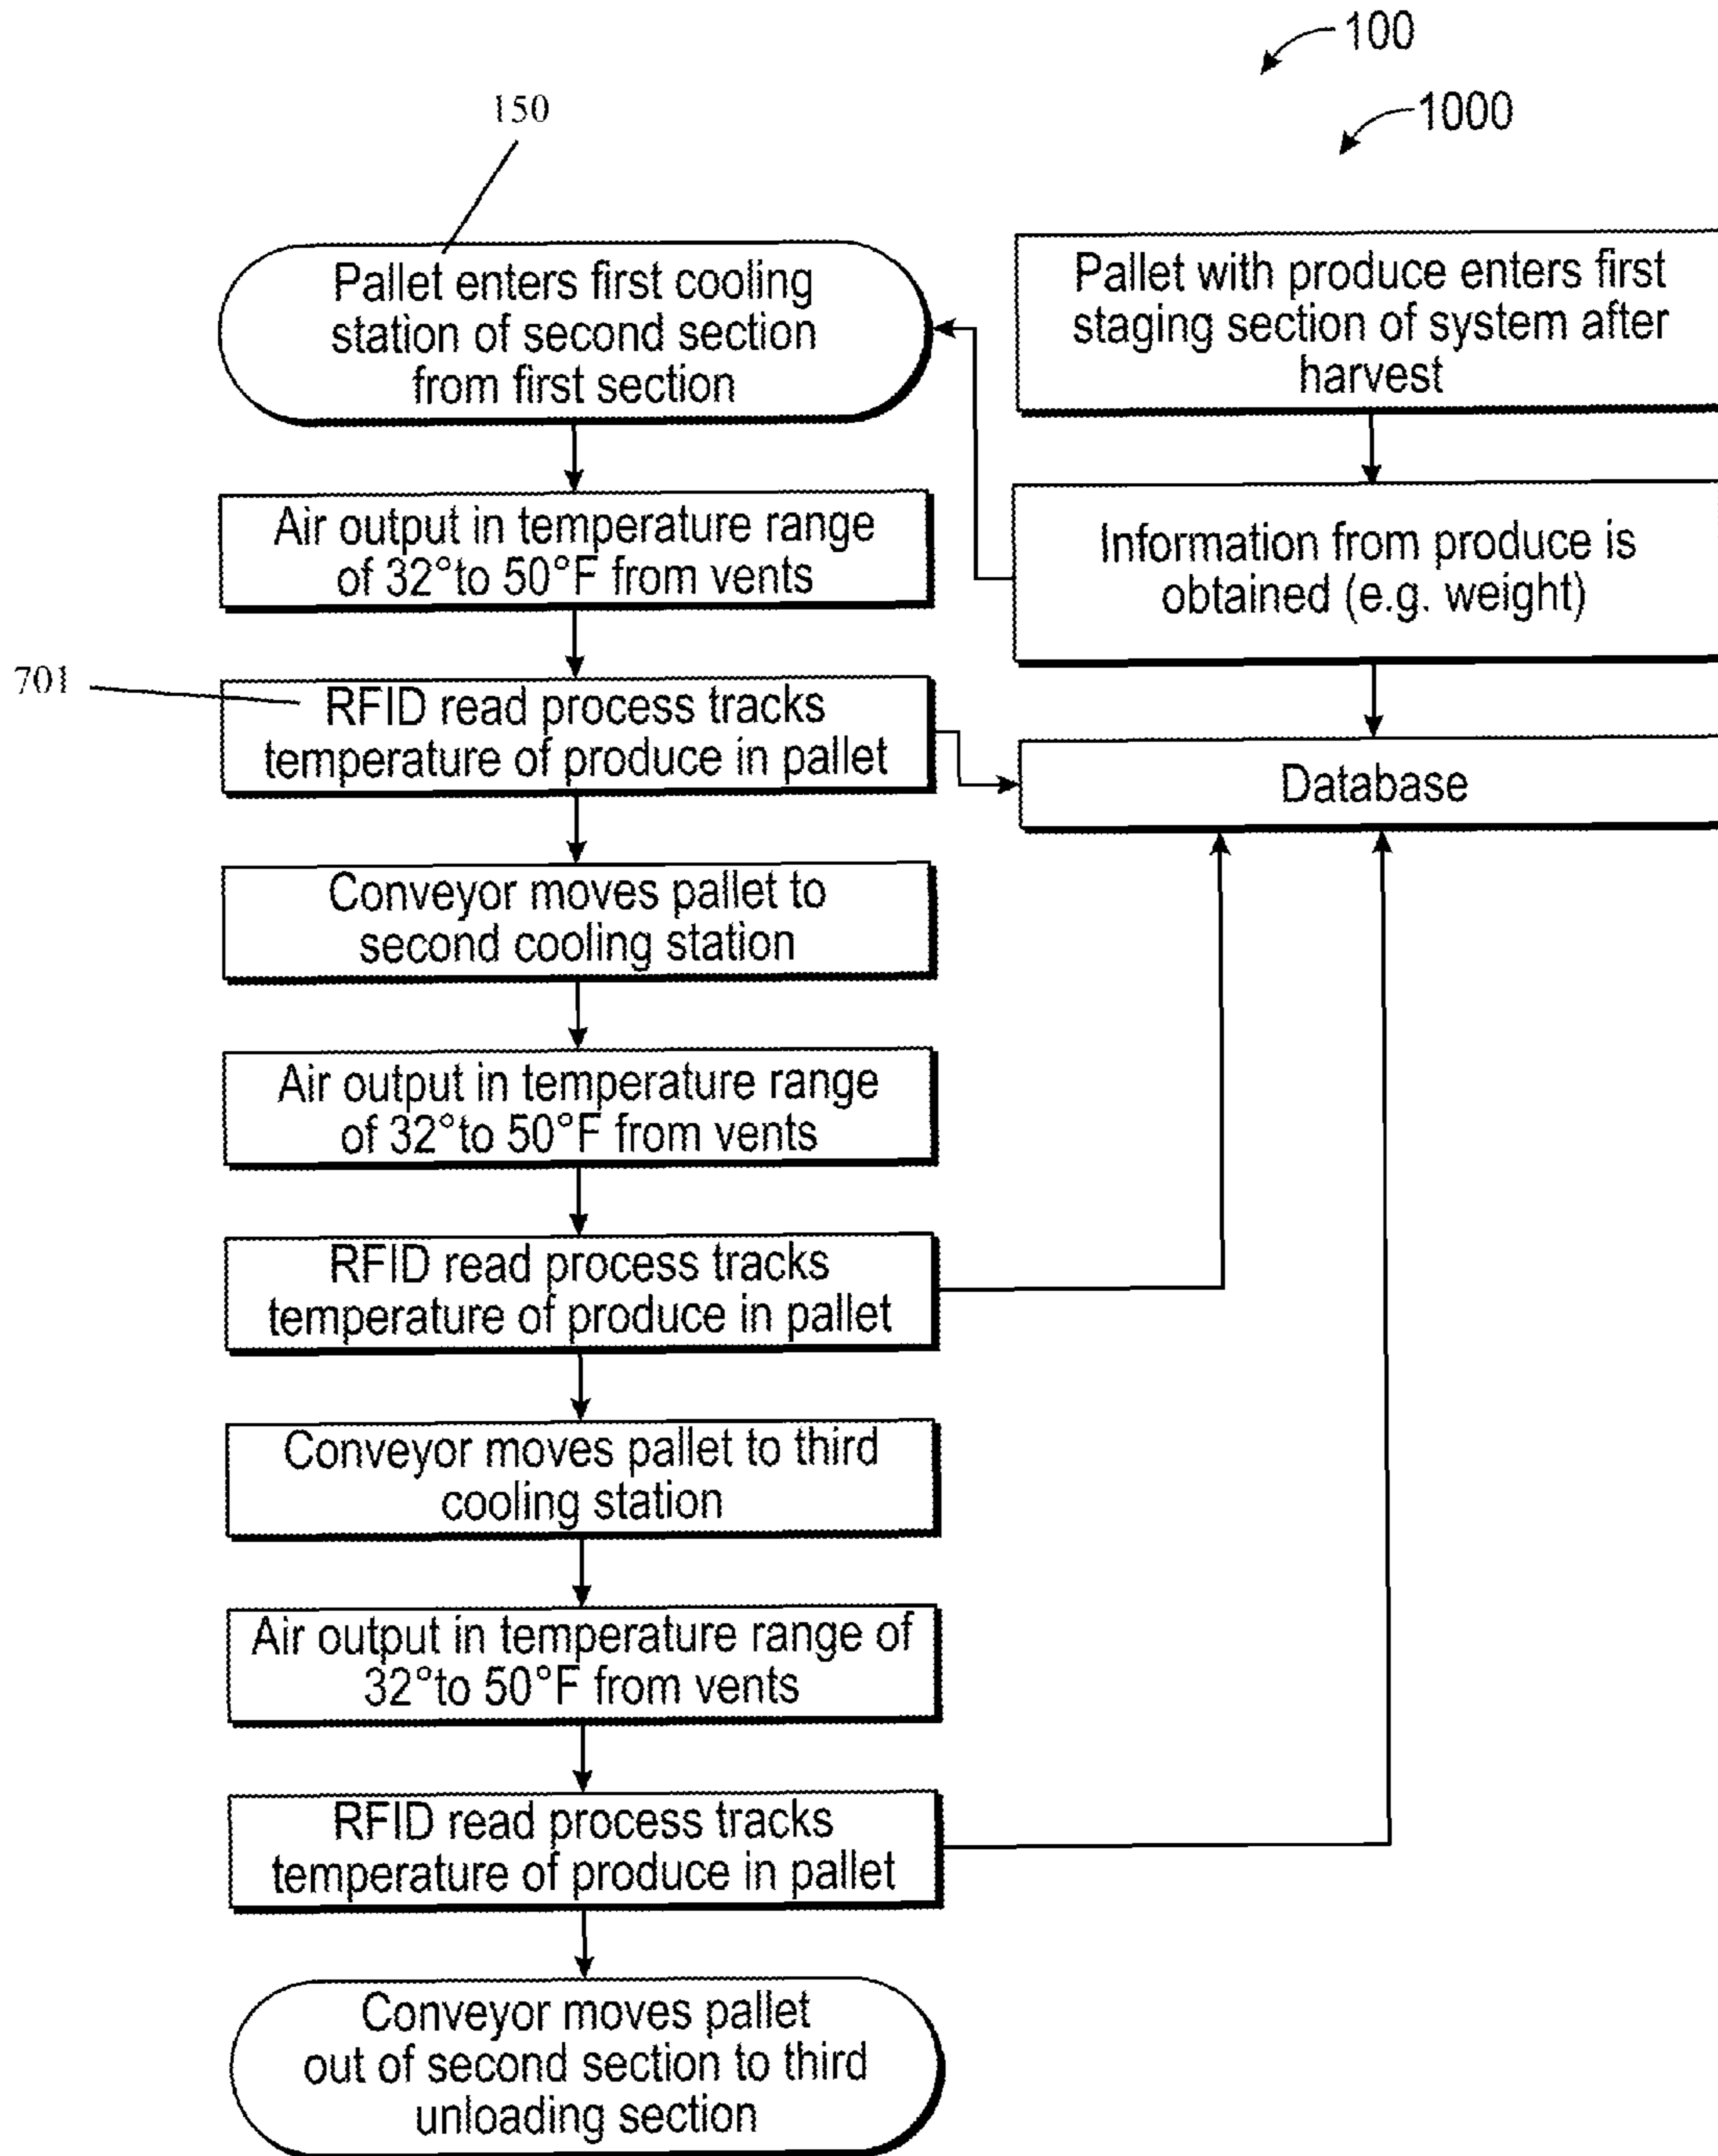 100
1000
150
Pallet enters first cooling
station of second section
from first section
Pallet with produce enters first
staging section of system after
harvest
Air output in temperature range
of 32°to 50°F from vents
Information from produce is
obtained (e.g. weight)
701
RFID read process tracks
temperature of produce in pallet
Database
Conveyor moves pallet to
second cooling station
Air output in temperature range
of 32°to 50°F from vents
RFID read process tracks
temperature of produce in pallet
Conveyor moves pallet to third
cooling station
Air output in temperature range of
32°to 50°F from vents
RFID read process tracks
temperature of produce in pallet
Conveyor moves pallet
out of second section to third
unloading section